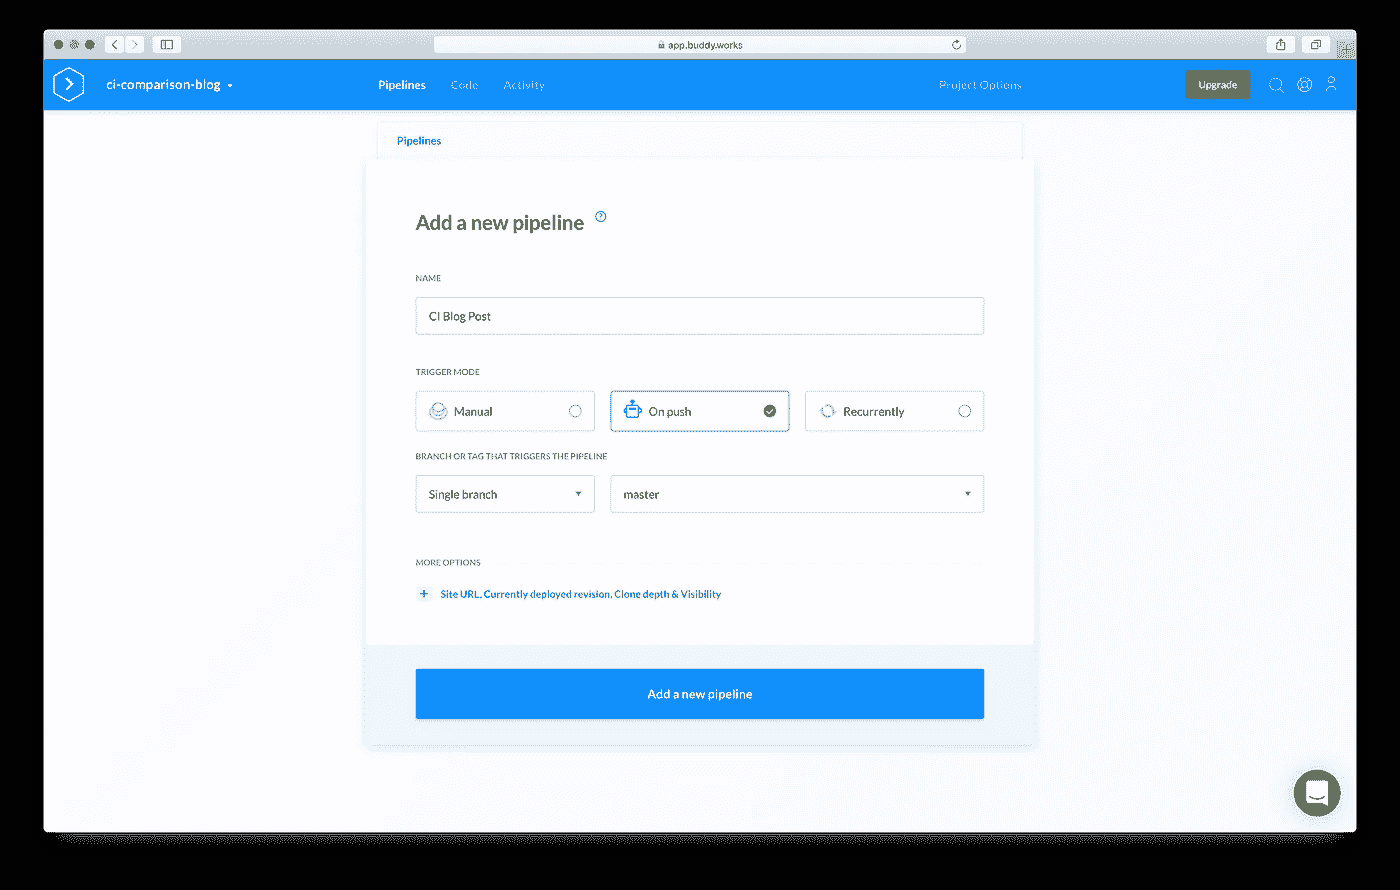 app.buddy.works
ci-comparison-blog
Pipelines Code Activity Project Options Upgrade
Pipelines
Add a new pipeline ?
NAME
CI Blog Post
TRIGGER MODE
Manual On push Recurrently
BRANCH OR TAG THAT TRIGGERS THE PIPELINE
Single branch master
MORE OPTIONS
+ Site URL, Currently deployed revision, Clone depth & Visibility
Add a new pipeline